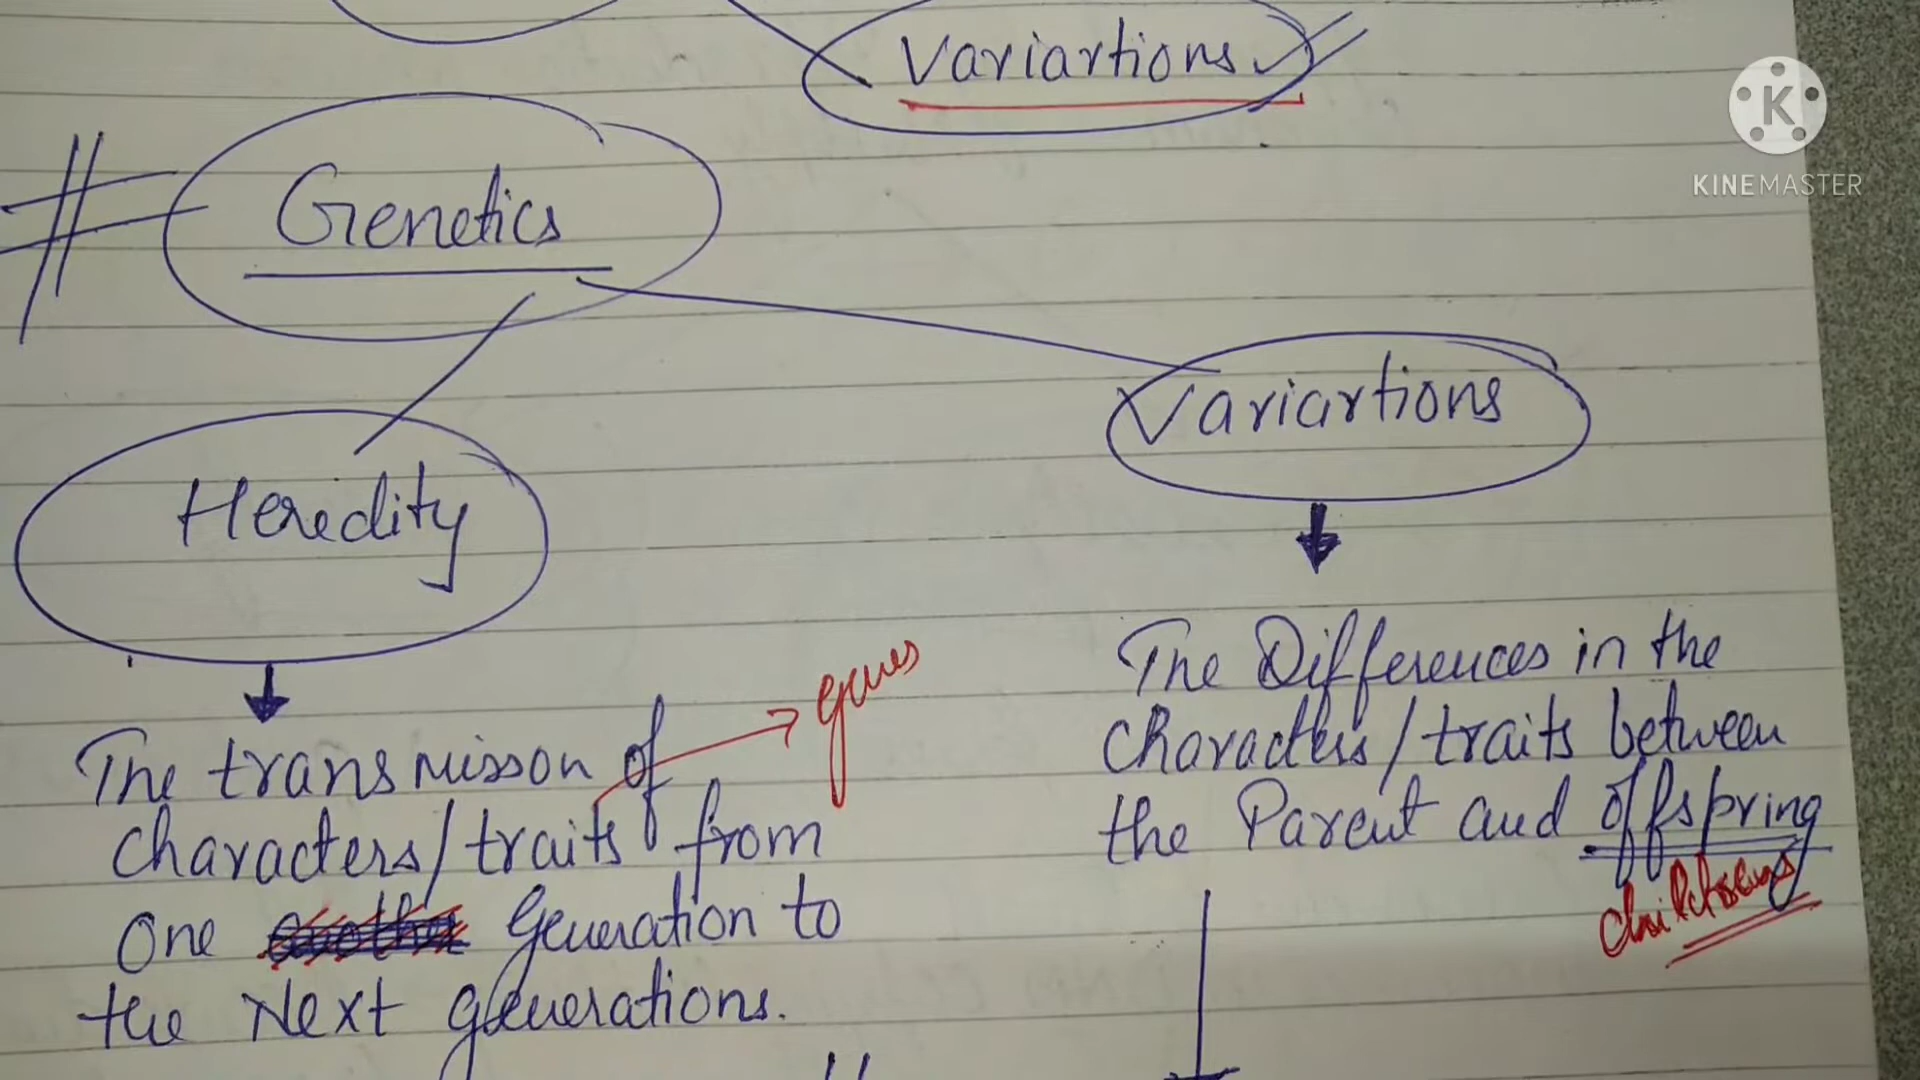 Variartions
K
KINEMASTER
# Genetics
Variartions
Heredity
genes
The transmisson of
characters/traits from
one generation to
the Next generations.
The Differences in the
characters/traits between
the Parent and offspring
childrens